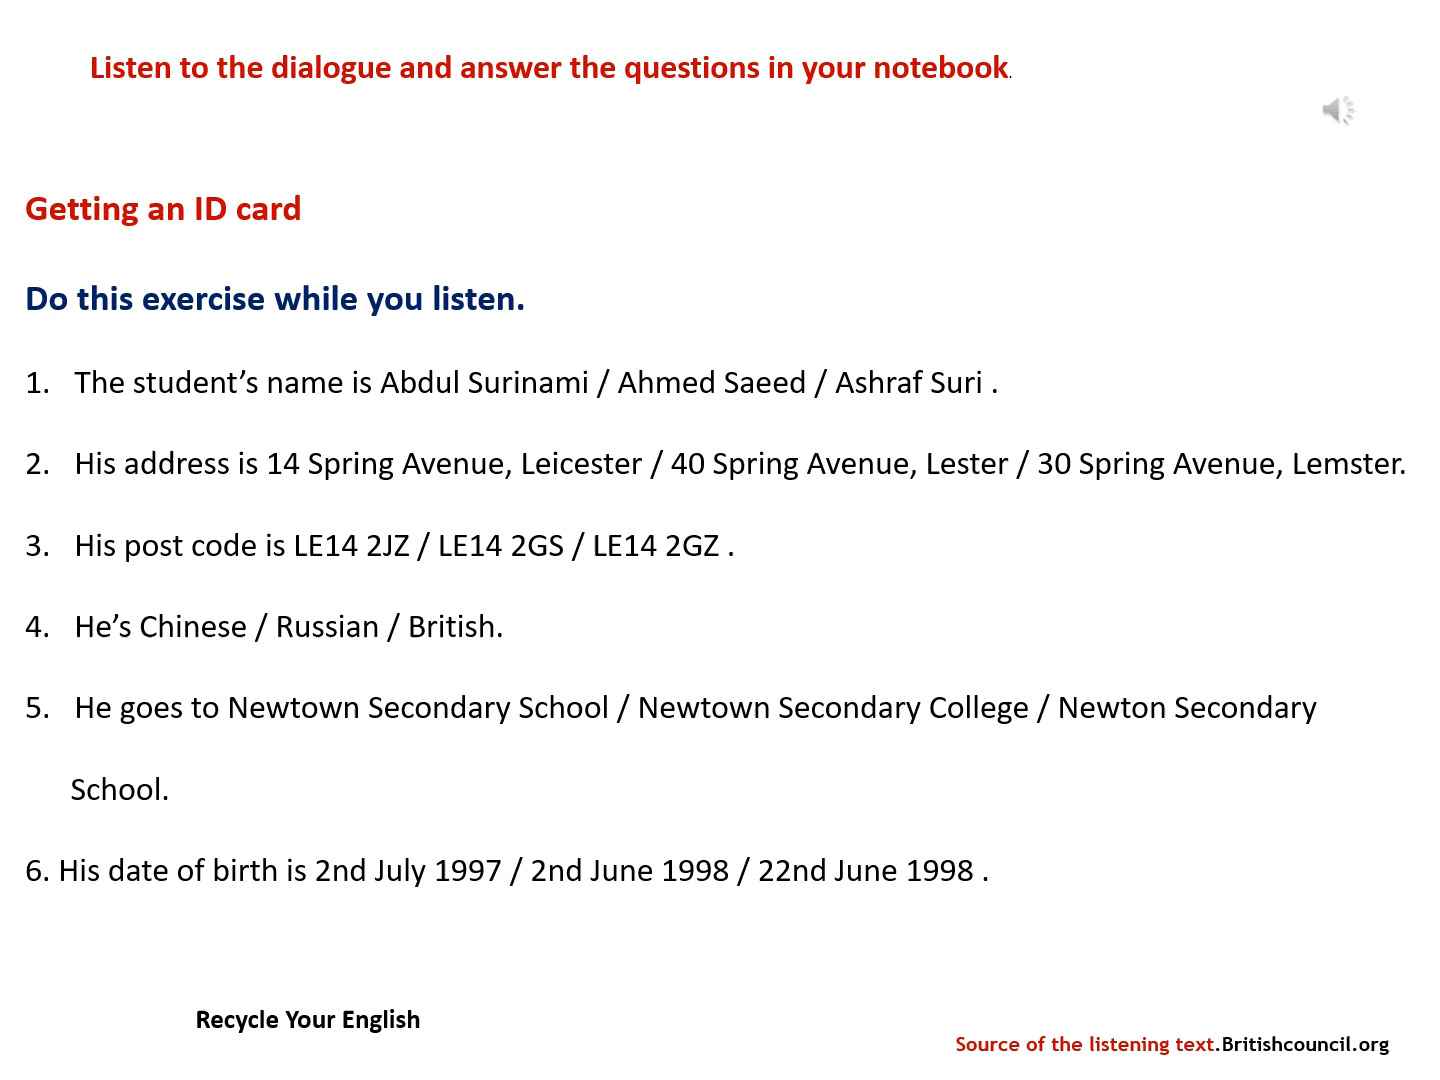 Listen to the dialogue and answer the questions in your notebook.
Getting an ID card
Do this exercise while you listen.
1. The student’s name is Abdul Surinami / Ahmed Saeed / Ashraf Suri .
2. His address is 14 Spring Avenue, Leicester / 40 Spring Avenue, Lester / 30 Spring Avenue, Lemster.
3. His post code is LE14 2JZ / LE14 2GS / LE14 2GZ .
4. He’s Chinese / Russian / British.
5. He goes to Newtown Secondary School / Newtown Secondary College / Newton Secondary
School.
6. His date of birth is 2nd July 1997 / 2nd June 1998 / 22nd June 1998 .
Recycle Your English
Source of the listening text.Britishcouncil.org